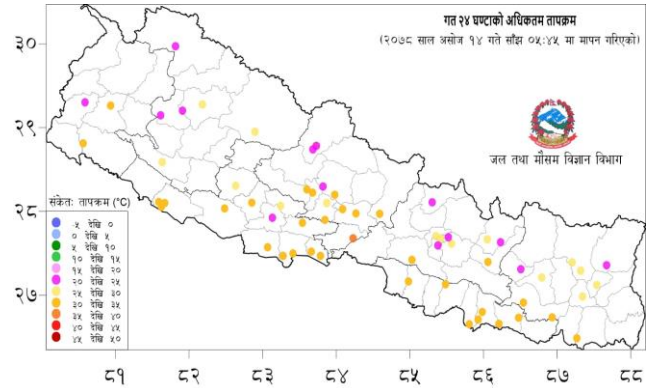 गत २४ घण्टाको अधिकतम तापक्रम
(२०७८ साल असोज १४ गते साँझ ०५:४५ मा मापन गरिएको)
३०
२९
२८
२७
जल तथा मौसम विज्ञान विभाग
संकेतः तापक्रम (°C)
-५ देखि ०
० देखि ५
५ देखि १०
१० देखि १५
१५ देखि २०
२० देखि २५
२५ देखि ३०
३० देखि ३५
३५ देखि ४०
४० देखि ४५
४५ देखि ५०
८१ ८२ ८३ ८४ ८५ ८६ ८७ ८८